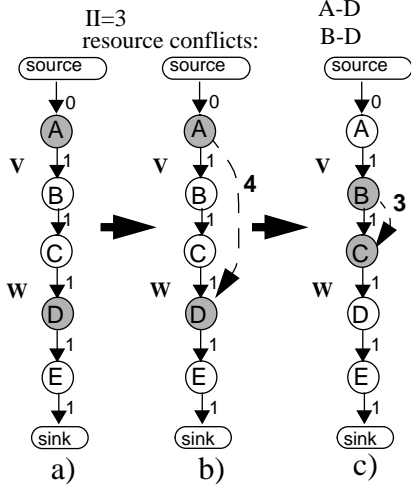 II=3
resource conflicts:
A-D
B-D
source
source
source
0
0
0
A
A
A
V
1
V
1
V
1
B
B
4
B
3
1
1
1
C
C
C
W
1
W
1
W
1
D
D
D
1
1
1
E
E
E
1
1
1
sink
sink
sink
a)
b)
c)